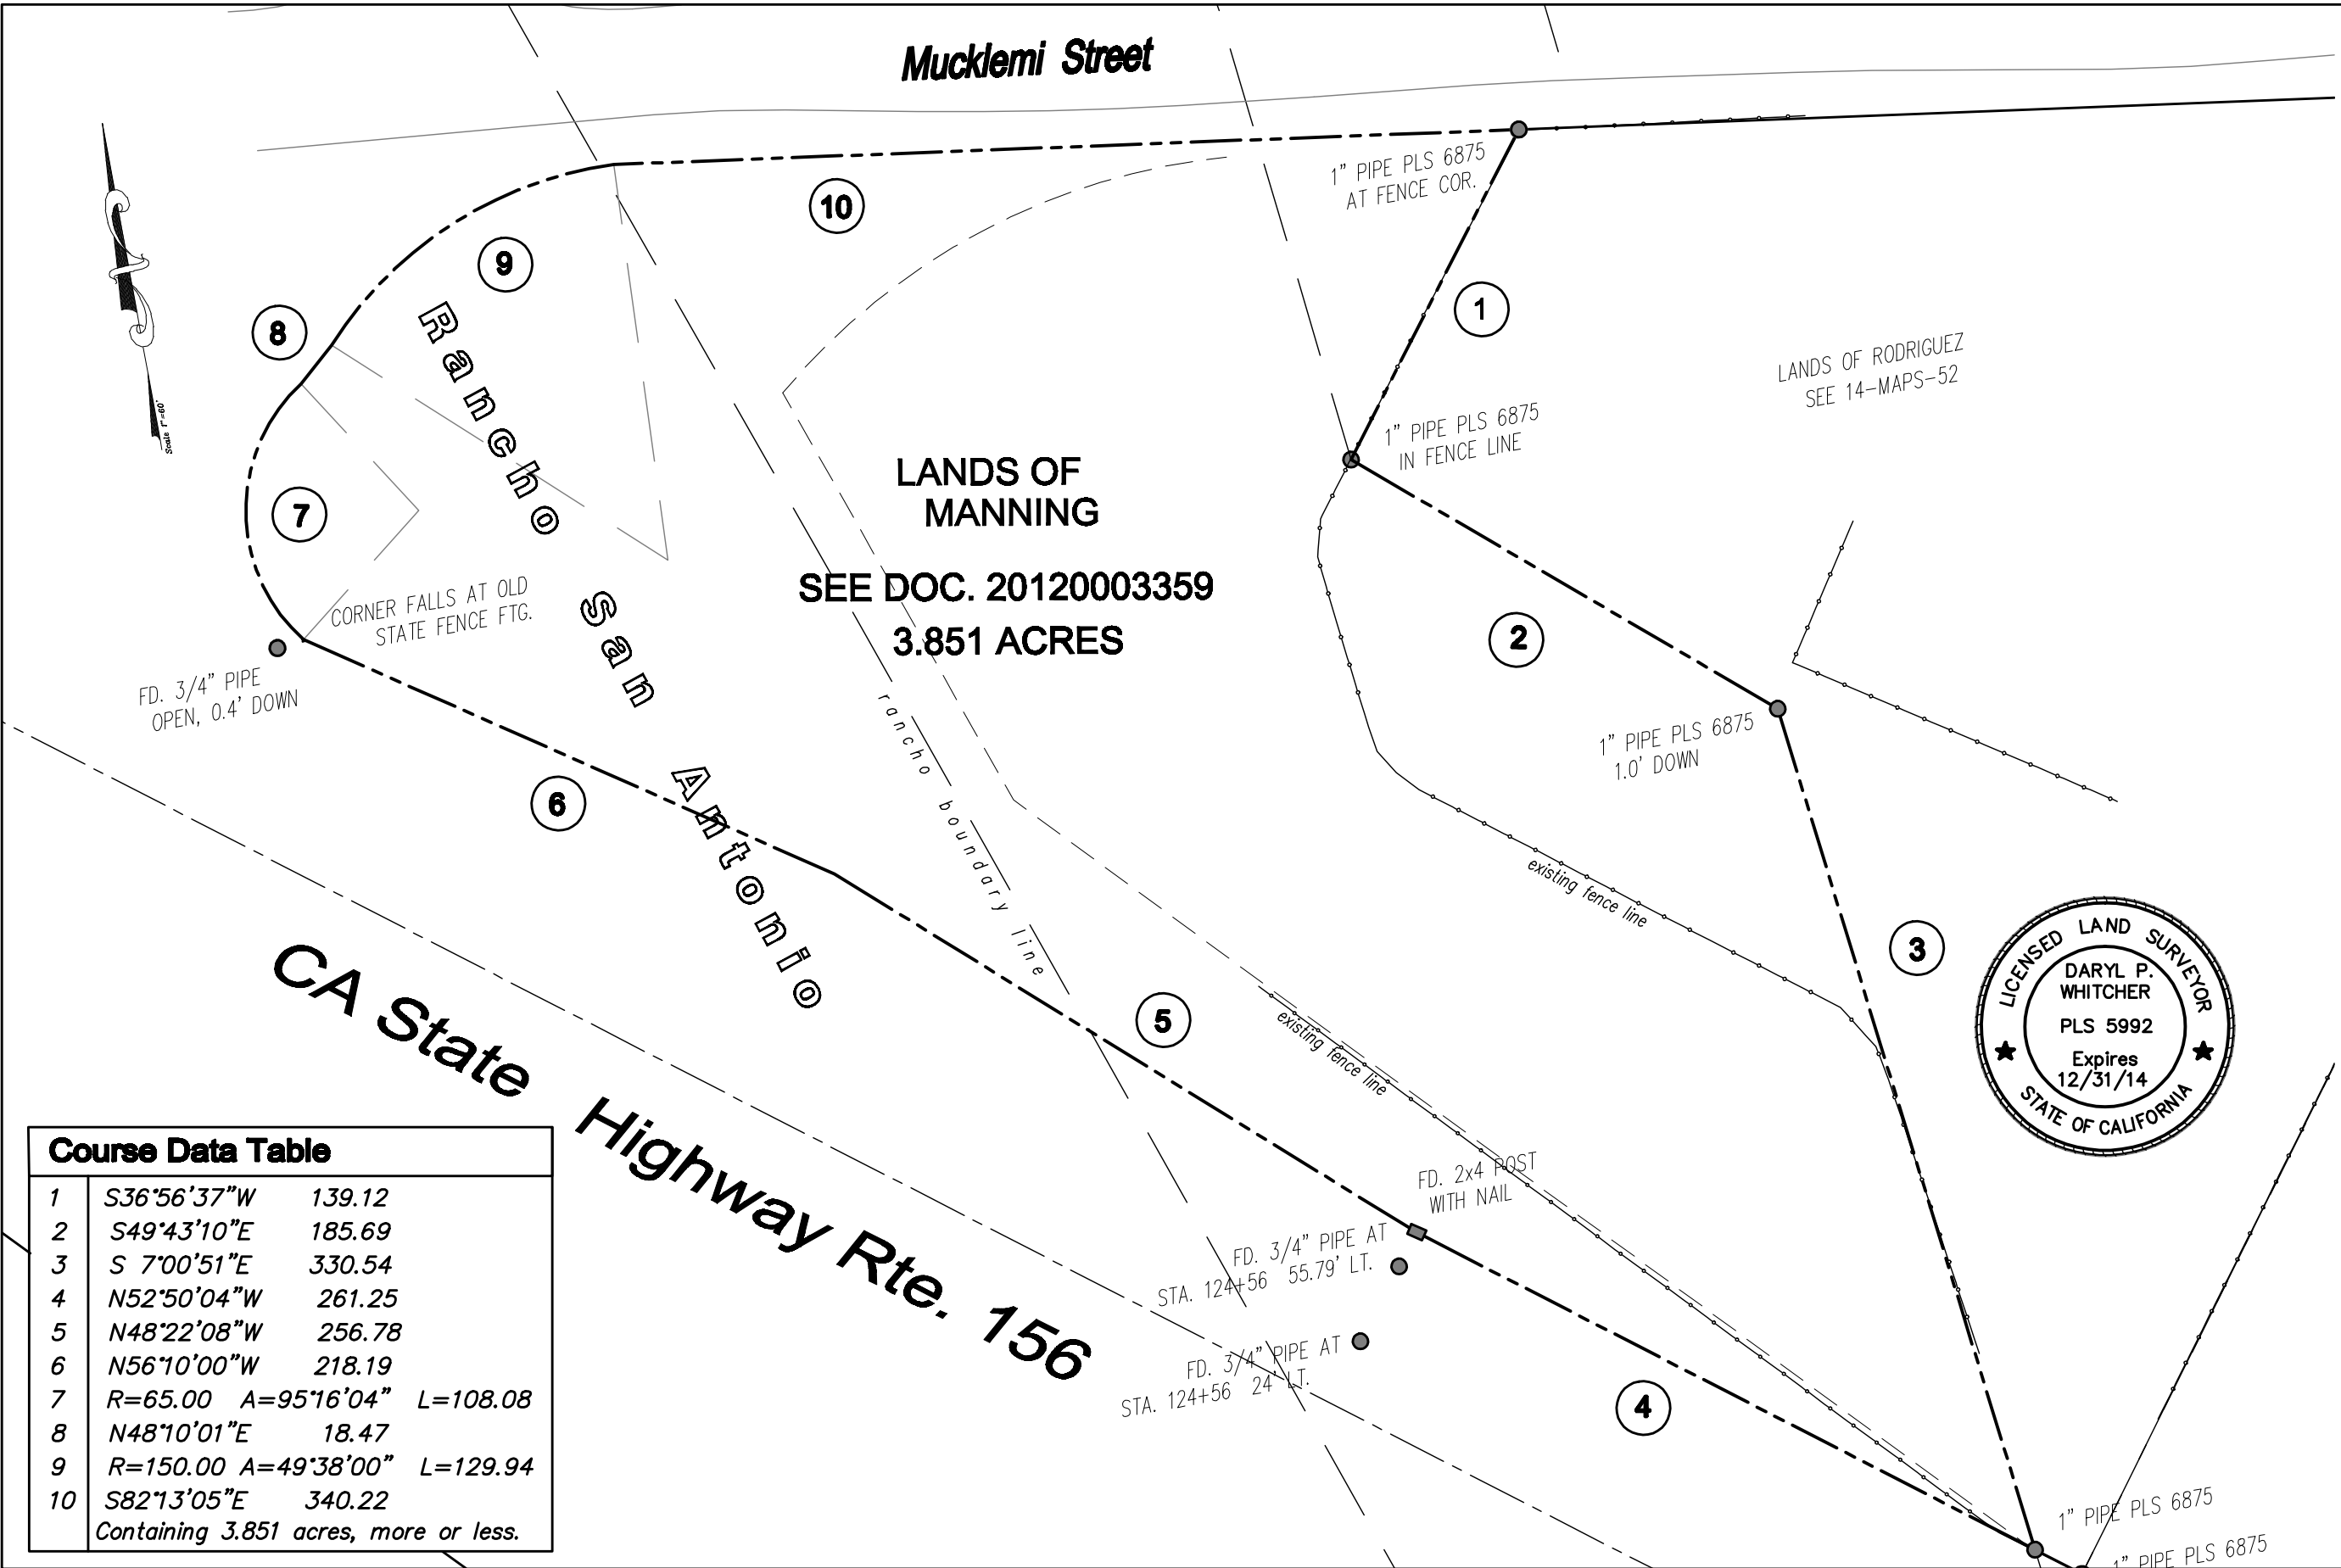 Mucklemi Street
1" PIPE PLS 6875
AT FENCE COR.
10
9
1
8
Scale 1"=60'
LANDS OF RODRIGUEZ
SEE 14-MAPS-52
Rancho San Antonio
1" PIPE PLS 6875
IN FENCE LINE
LANDS OF
MANNING
7
SEE DOC. 20120003359
3.851 ACRES
CORNER FALLS AT OLD
STATE FENCE FTG.
2
FD. 3/4" PIPE
OPEN, 0.4' DOWN
rancho boundary line
1" PIPE PLS 6875
1.0' DOWN
6
existing fence line
3
LICENSED LAND SURVEYOR
DARYL P.
WHITCHER
PLS 5992
Expires
12/31/14
STATE OF CALIFORNIA
5
existing fence line
CA State Highway Rte. 156
FD. 2x4 POST
WITH NAIL
FD. 3/4" PIPE AT
STA. 124+56 55.79' LT.
FD. 3/4" PIPE AT
STA. 124+56 24' LT.
4
1" PIPE PLS 6875
1" PIPE PLS 6875
Course Data Table
1 S36°56'37"W 139.12
2 S49°43'10"E 185.69
3 S 7°00'51"E 330.54
4 N52°50'04"W 261.25
5 N48°22'08"W 256.78
6 N56°10'00"W 218.19
7 R=65.00 A=95°16'04" L=108.08
8 N48°10'01"E 18.47
9 R=150.00 A=49°38'00" L=129.94
10 S82°13'05"E 340.22
Containing 3.851 acres, more or less.